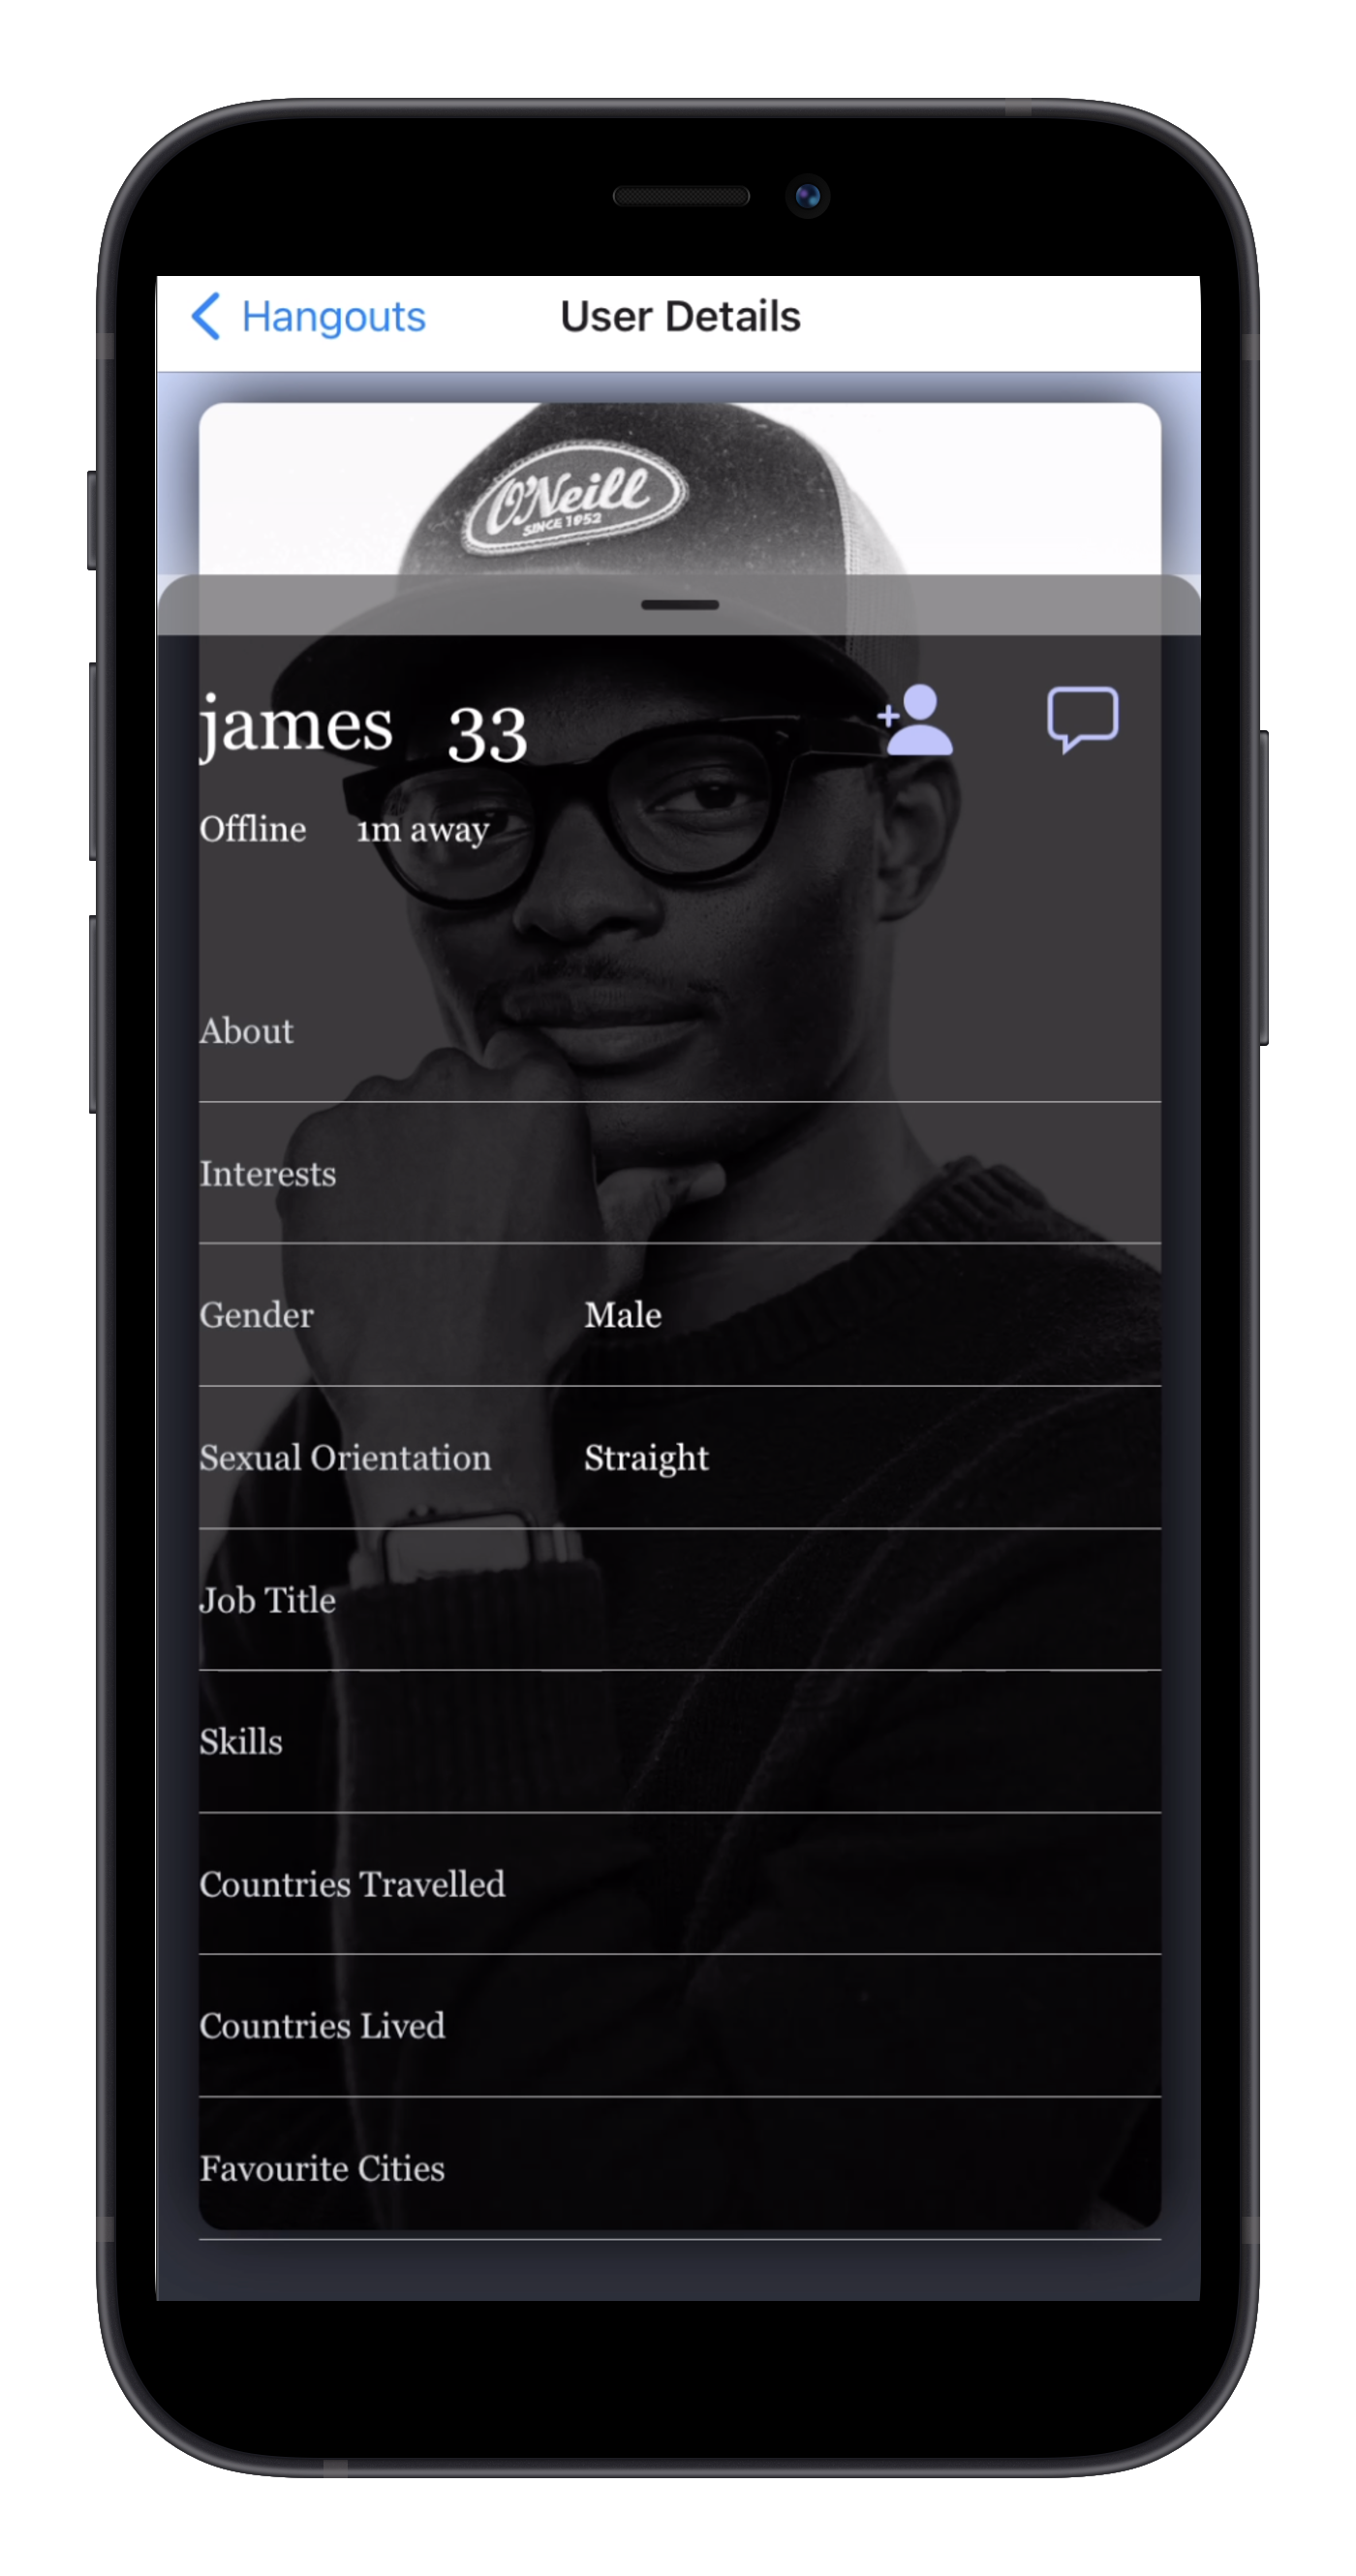 Hangouts User Details
O'Neill
SINCE 1952
james 33
Offline 1m away
About
Interests
Gender Male
Sexual Orientation Straight
Job Title
Skills
Countries Travelled
Countries Lived
Favourite Cities